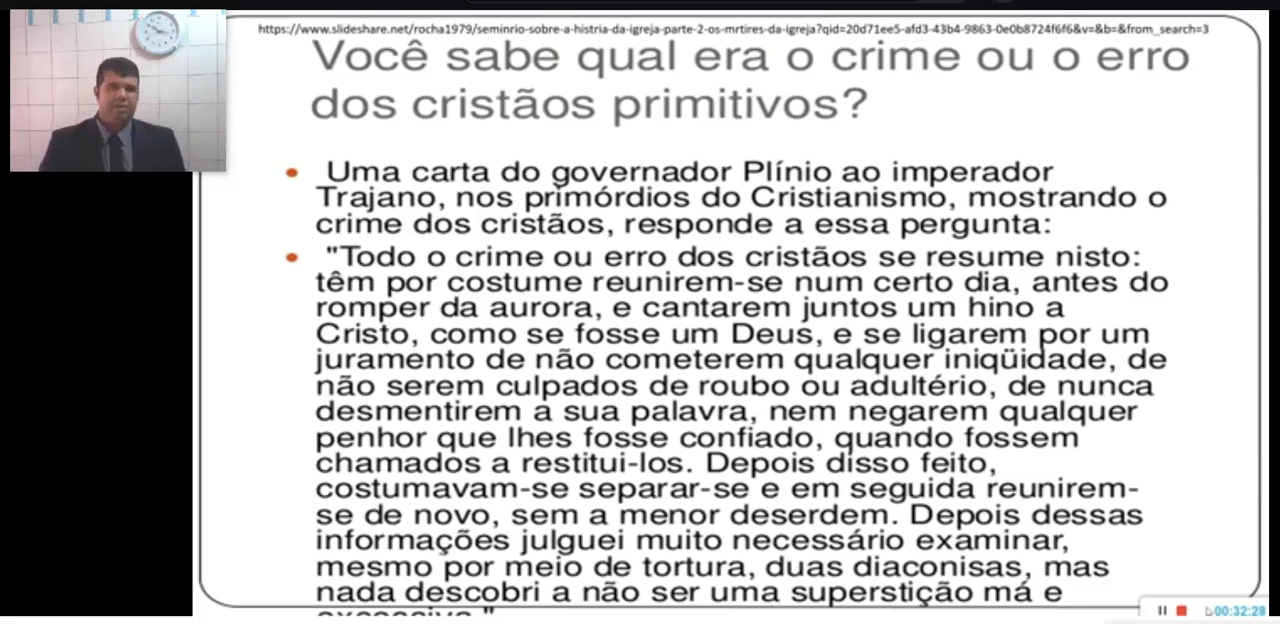 https://www.slideshare.net/rocha1979/seminrio-sobre-a-histria-da-igreja-parte-2-os-mrtires-da-igreja?qid=20d71ee5-afd3-43b4-9863-0e0b8724f6f6&v=&b=&from_search=3
Você sabe qual era o crime ou o erro
dos cristãos primitivos?
• Uma carta do governador Plínio ao imperador
Trajano, nos primórdios do Cristianismo, mostrando o
crime dos cristãos, responde a essa pergunta:
• "Todo o crime ou erro dos cristãos se resume nisto:
têm por costume reunirem-se num certo dia, antes do
romper da aurora, e cantarem juntos um hino a
Cristo, como se fosse um Deus, e se ligarem por um
juramento de não cometerem qualquer iniqüidade, de
não serem culpados de roubo ou adultério, de nunca
desmentirem a sua palavra, nem negarem qualquer
penhor que lhes fosse confiado, quando fossem
chamados a restitui-los. Depois disso feito,
costumavam-se separar-se e em seguida reunirem-
se de novo, sem a menor deserdem. Depois dessas
informações julguei muito necessário examinar,
mesmo por meio de tortura, duas diaconisas, mas
nada descobri a não ser uma superstição má e
00:32:29